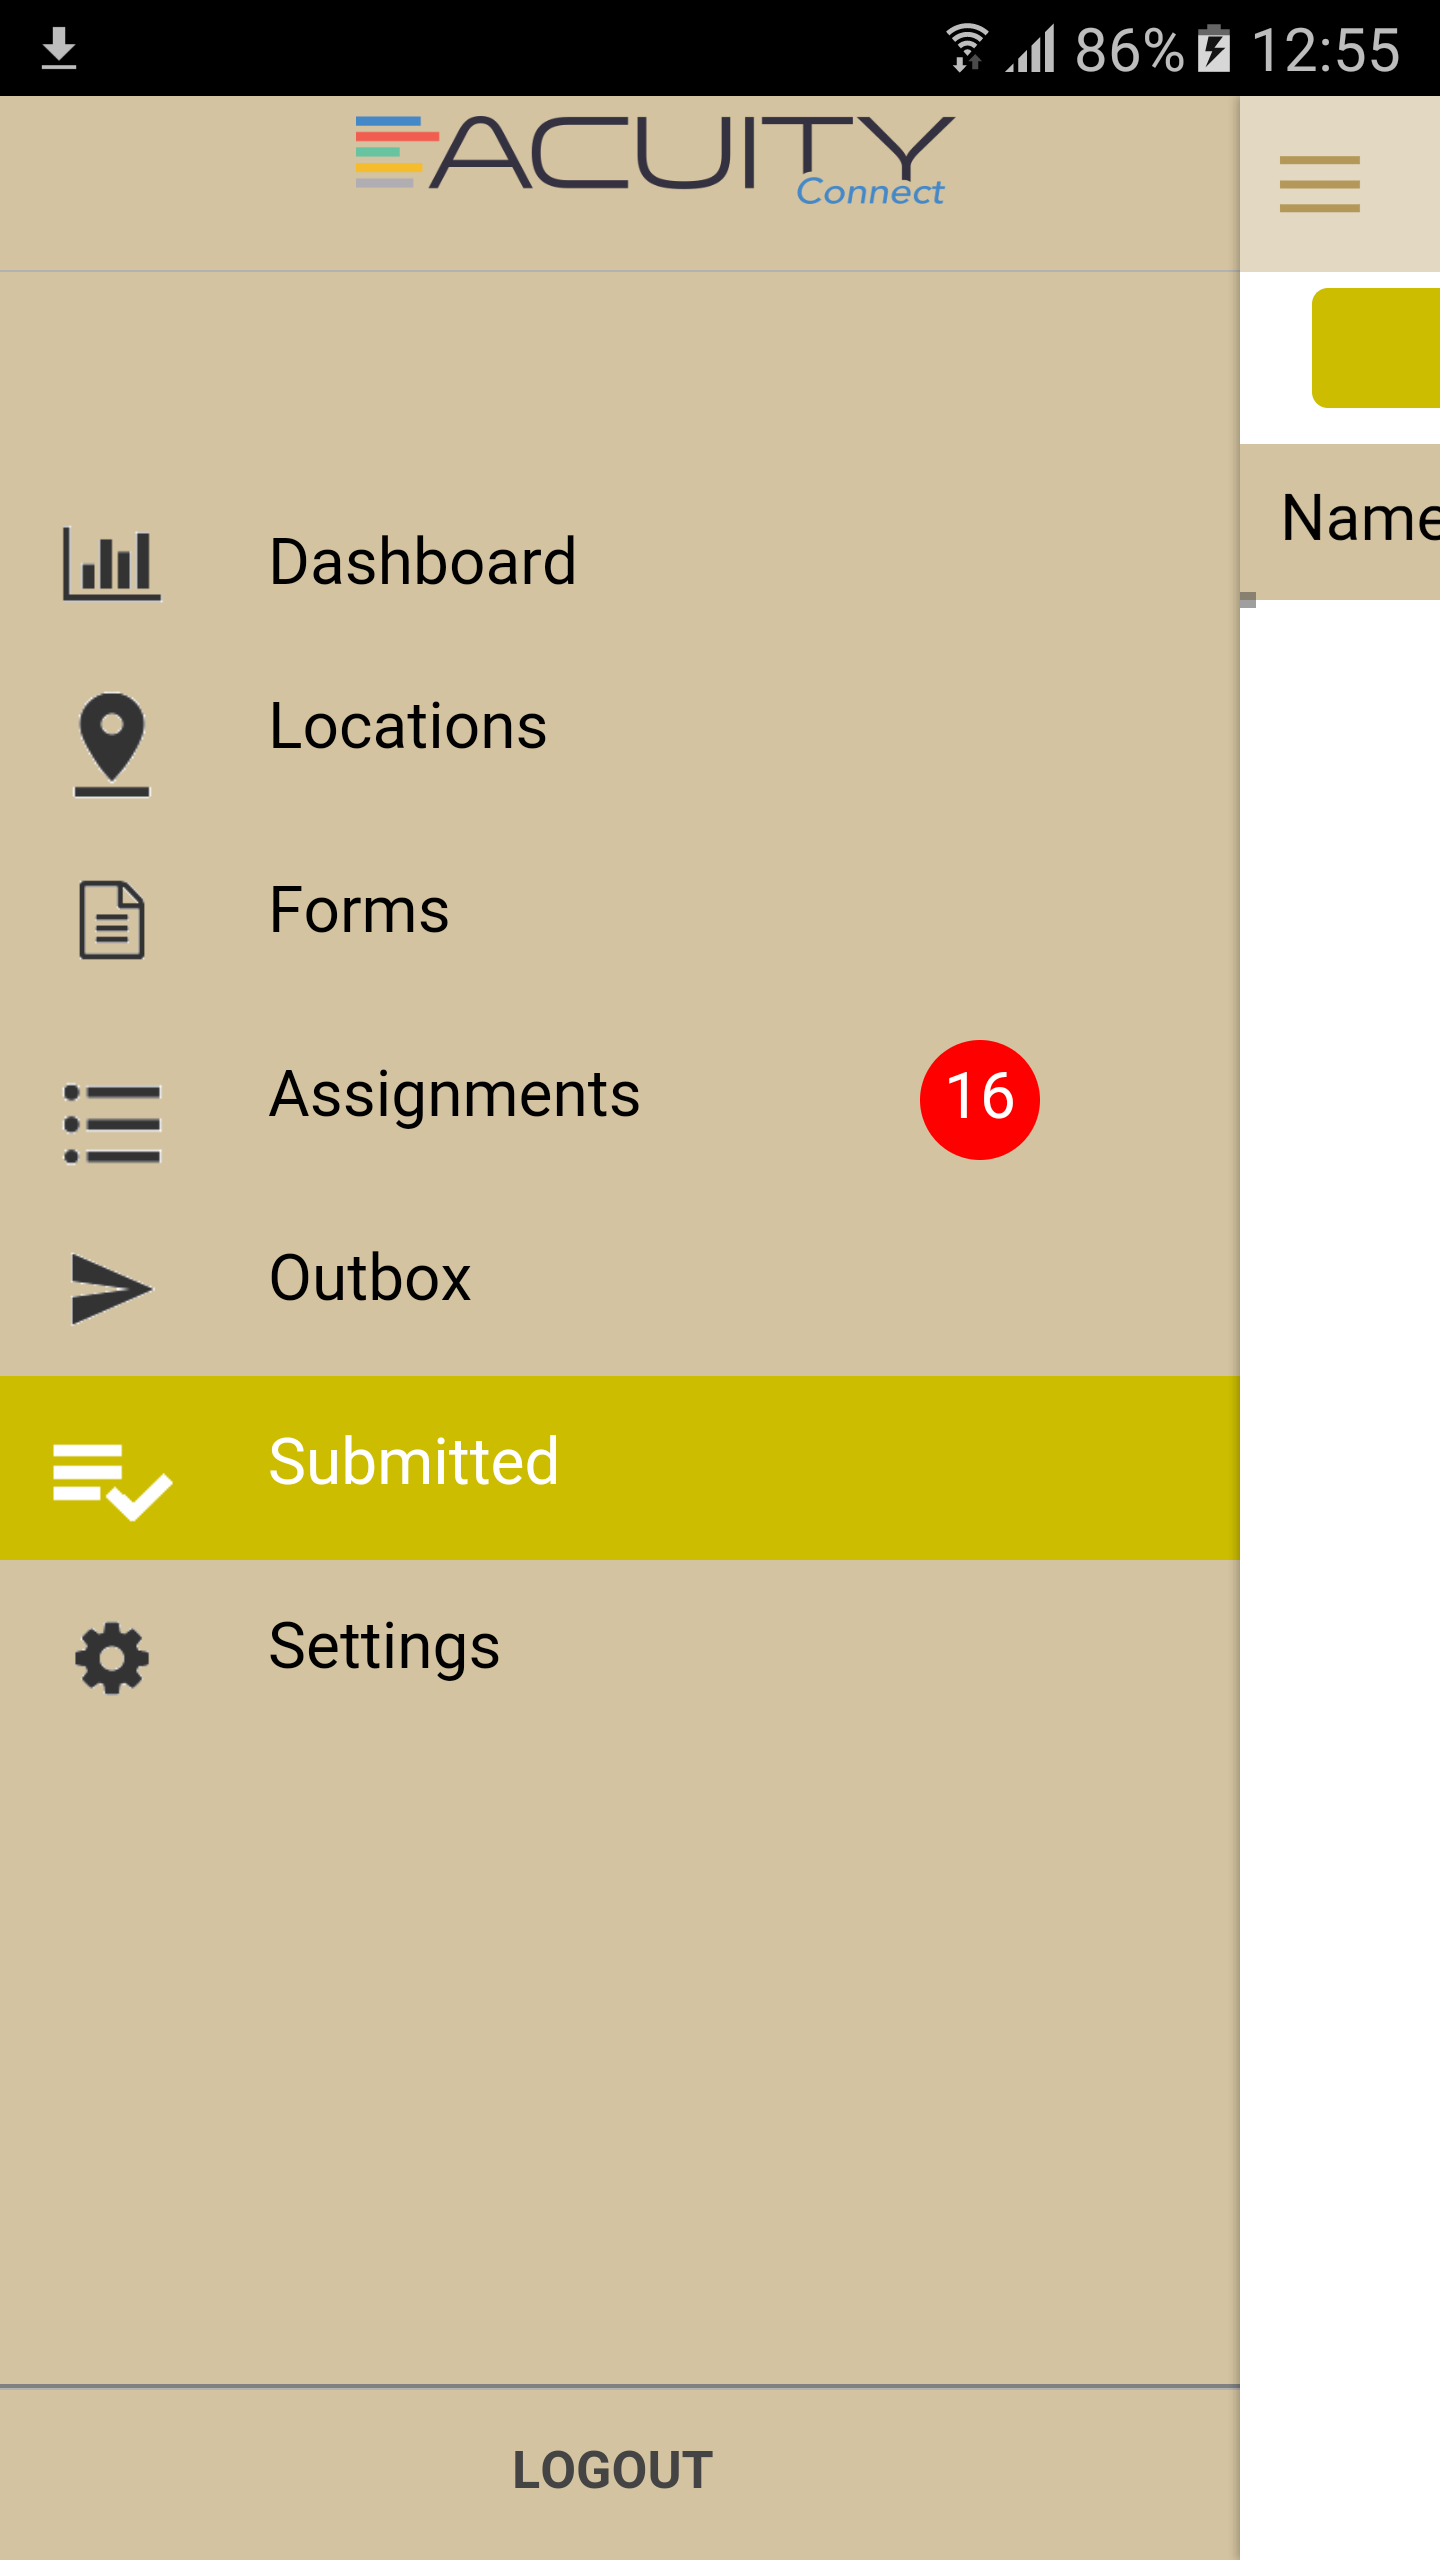 86% 12:55
ACUITY
Connect
Name
Dashboard
Locations
Forms
Assignments 16
Outbox
Submitted
Settings
LOGOUT